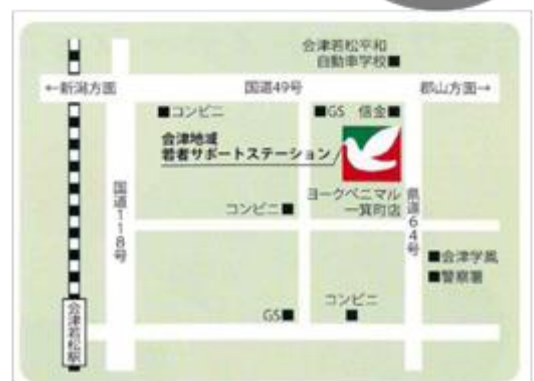 会津若松平和
自動車学校■
←新潟方面
国道49号
郡山方面→
■コンビニ
■GS
信金■
会津地域
若者サポートステーション
ヨークベニマル
一箕町店
国道118号
県道64号
コンビニ■
■会津学鳳
■警察署
会津若松駅
GS■
コンビニ
■